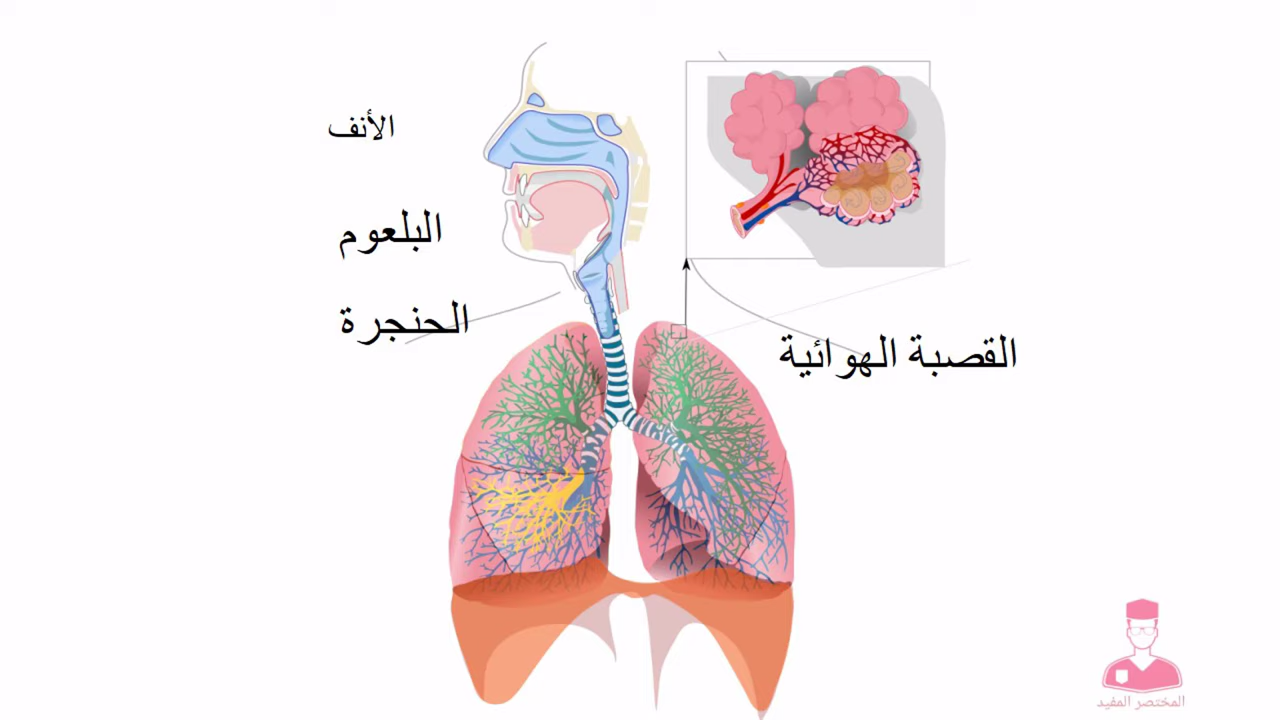 الأنف
البلعوم
الحنجرة
القصبة الهوائية
المختصر المفيد